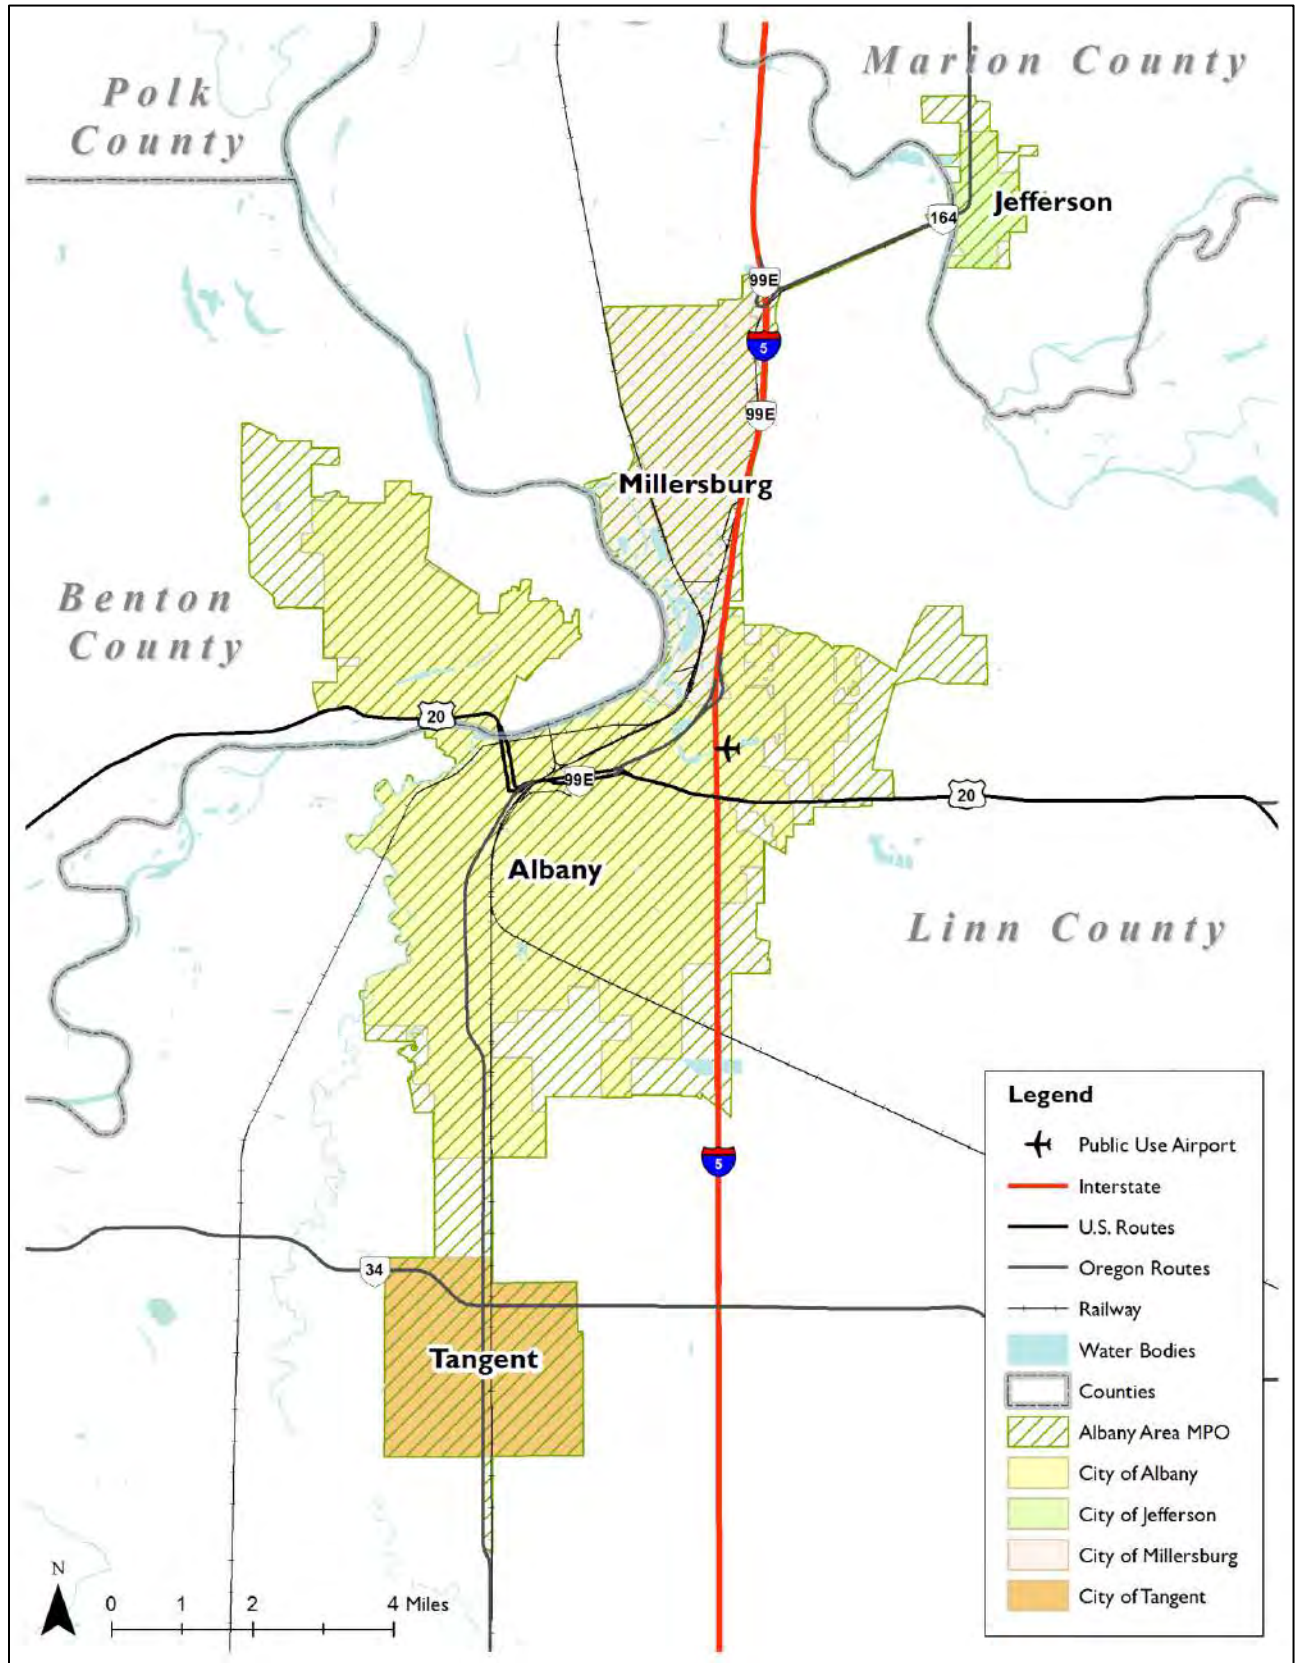 Marion County
Polk
County
Jefferson
164
99E
5
99E
Millersburg
Benton
County
20
99E
20
Albany
Linn County
5
34
Tangent
Legend
Public Use Airport
Interstate
U.S. Routes
Oregon Routes
Railway
Water Bodies
Counties
Albany Area MPO
City of Albany
City of Jefferson
City of Millersburg
City of Tangent
N
0 1 2 4 Miles